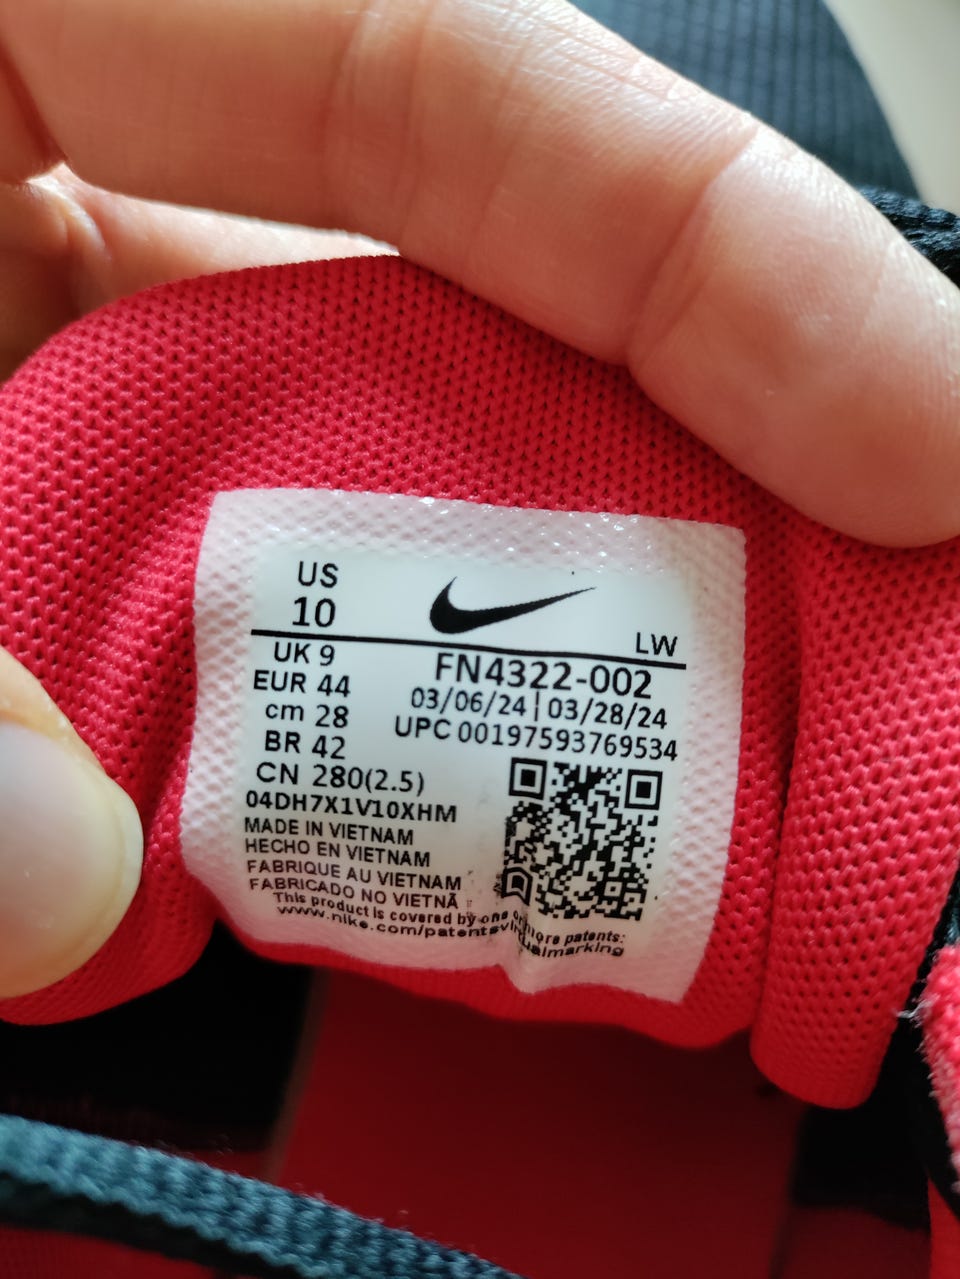 US
10
LW
UK 9
EUR 44
cm 28
BR 42
CN 280(2.5)
FN4322-002
03/06/24 | 03/28/24
UPC 00197593769534
04DH7X1V10XHM
MADE IN VIETNAM
HECHO EN VIETNAM
FABRIQUE AU VIETNAM
FABRICADO NO VIETNÃ
This product is covered by one or more patents:
www.nike.com/patentsvirtualmarking